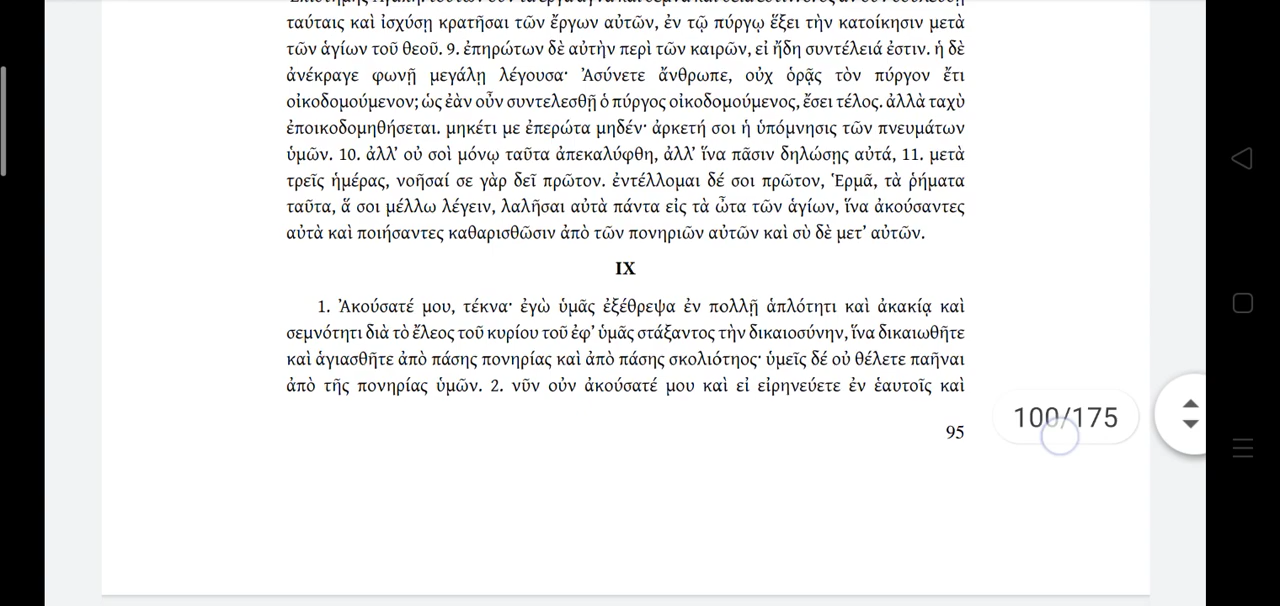 ταύταις καὶ ἰσχύσῃ κρατῆσαι τῶν ἔργων αὐτῶν, ἐν τῷ πύργῳ ἕξει τὴν κατοίκησιν μετὰ
τῶν ἁγίων τοῦ θεοῦ. 9. ἐπηρώτων δὲ αὐτὴν περὶ τῶν καιρῶν, εἰ ἤδη συντέλειά ἐστιν. ἡ δὲ
ἀνέκραγε φωνῇ μεγάλῃ λέγουσα· Ἀσύνετε ἄνθρωπε, οὐχ ὁρᾷς τὸν πύργον ἔτι
οἰκοδομούμενον; ὡς ἐὰν οὖν συντελεσθῇ ὁ πύργος οἰκοδομούμενος, ἔσει τέλος. ἀλλὰ ταχὺ
ἐποικοδομηθήσεται. μηκέτι με ἐπερώτα μηδέν· ἀρκετή σοι ἡ ὑπόμνησις τῶν πνευμάτων
ὑμῶν. 10. ἀλλ’ οὐ σοὶ μόνῳ ταῦτα ἀπεκαλύφθη, ἀλλ’ ἵνα πᾶσιν δηλώσῃς αὐτά, 11. μετὰ
τρεῖς ἡμέρας, νοῆσαί σε γὰρ δεῖ πρῶτον. ἐντέλλομαι δέ σοι πρῶτον, Ἑρμᾶ, τὰ ῥήματα
ταῦτα, ἅ σοι μέλλω λέγειν, λαλῆσαι αὐτὰ πάντα εἰς τὰ ὦτα τῶν ἁγίων, ἵνα ἀκούσαντες
αὐτὰ καὶ ποιήσαντες καθαρισθῶσιν ἀπὸ τῶν πονηριῶν αὐτῶν καὶ σὺ δὲ μετ’ αὐτῶν.
IX
1. Ἀκούσατέ μου, τέκνα· ἐγὼ ὑμᾶς ἐξέθρεψα ἐν πολλῇ ἁπλότητι καὶ ἀκακίᾳ καὶ
σεμνότητι διὰ τὸ ἔλεος τοῦ κυρίου τοῦ ἐφ’ ὑμᾶς στάξαντος τὴν δικαιοσύνην, ἵνα δικαιωθῆτε
καὶ ἁγιασθῆτε ἀπὸ πάσης πονηρίας καὶ ἀπὸ πάσης σκολιότηος· ὑμεῖς δέ οὐ θέλετε παῆναι
ἀπὸ τῆς πονηρίας ὑμῶν. 2. νῦν οὖν ἀκούσατέ μου καὶ εἰ εἰρηνεύετε ἐν ἑαυτοῖς καὶ
100/175
95